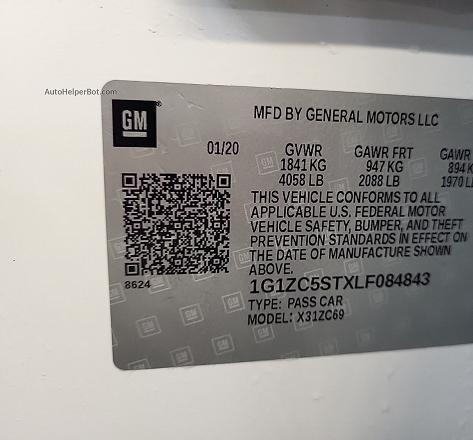 AutoHelperBot.com
GM
MFD BY GENERAL MOTORS LLC
01/20 GVWR GAWR FRT GAWR
1841 KG 947 KG 894 K
4058 LB 2088 LB 1970 L
THIS VEHICLE CONFORMS TO ALL
APPLICABLE U.S. FEDERAL MOTOR
VEHICLE SAFETY, BUMPER, AND THEFT
PREVENTION STANDARDS IN EFFECT ON
THE DATE OF MANUFACTURE SHOWN
ABOVE.
8624
1G1ZC5STXLF084843
TYPE: PASS CAR
MODEL: X31ZC69